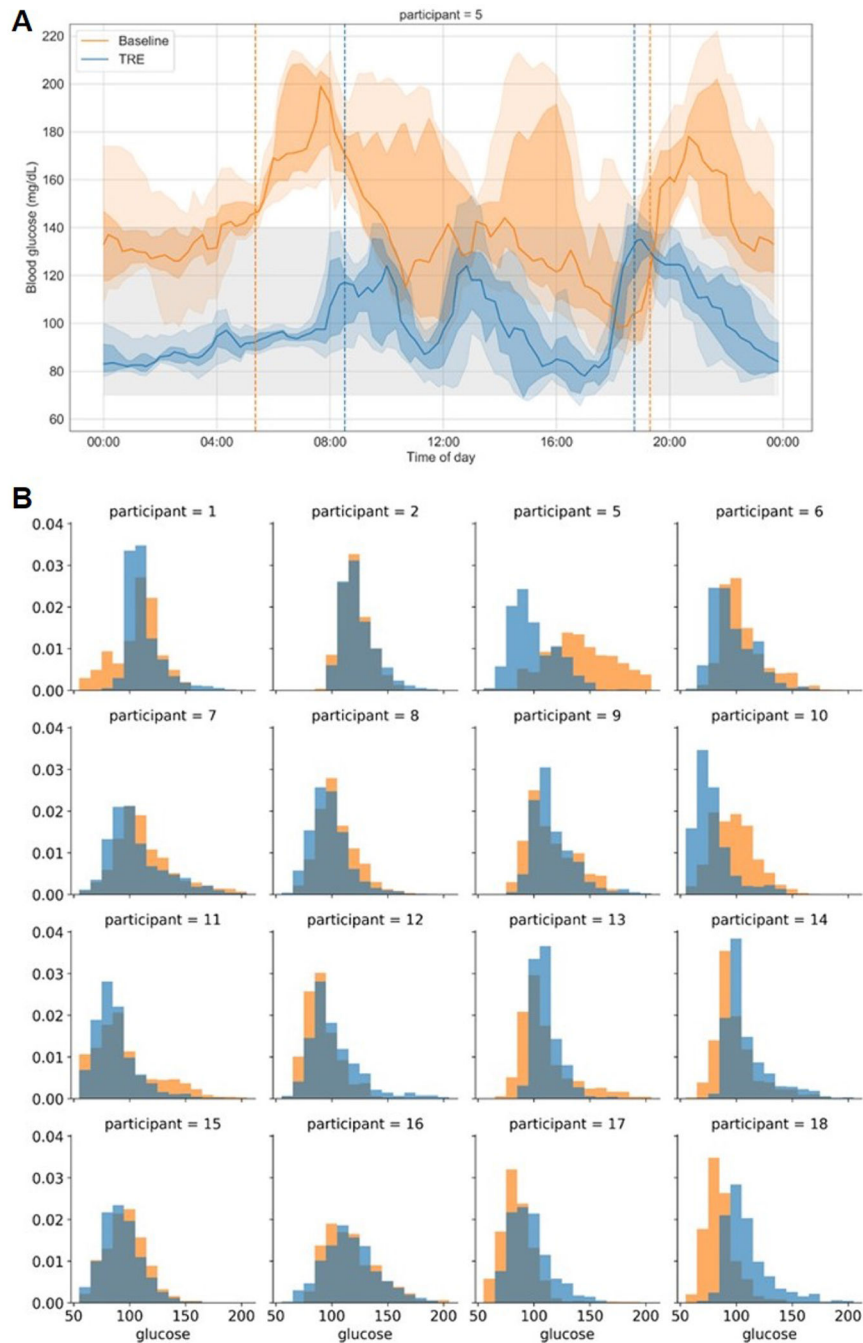 A
participant = 5
Baseline
TRE
200
180
160
140
120
100
80
60
Blood glucose (mg/dL)
00:00 04:00 08:00 12:00 16:00 20:00 00:00
Time of day
B
participant = 1 participant = 2 participant = 5 participant = 6
0.04
0.03
0.02
0.01
0.00
participant = 7 participant = 8 participant = 9 participant = 10
0.04
0.03
0.02
0.01
0.00
participant = 11 participant = 12 participant = 13 participant = 14
0.04
0.03
0.02
0.01
0.00
participant = 15 participant = 16 participant = 17 participant = 18
0.04
0.03
0.02
0.01
0.00
50 100 150 200 50 100 150 200 50 100 150 200 50 100 150 200
glucose glucose glucose glucose